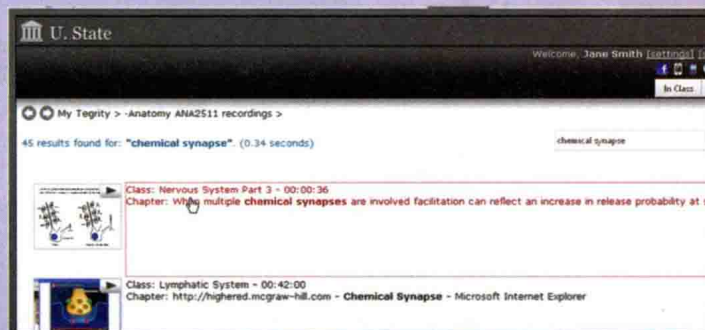 U. State
Welcome, Jane Smith [settings]
In Class
My Tegrity > -Anatomy ANA2511 recordings >
45 results found for: "chemical synapse". (0.34 seconds)
chemical synapse
Class: Nervous System Part 3 - 00:00:36
Chapter: When multiple chemical synapses are involved facilitation can reflect an increase in release probability at
Class: Lymphatic System - 00:42:00
Chapter: http://highered.mcgraw-hill.com - Chemical Synapse - Microsoft Internet Explorer